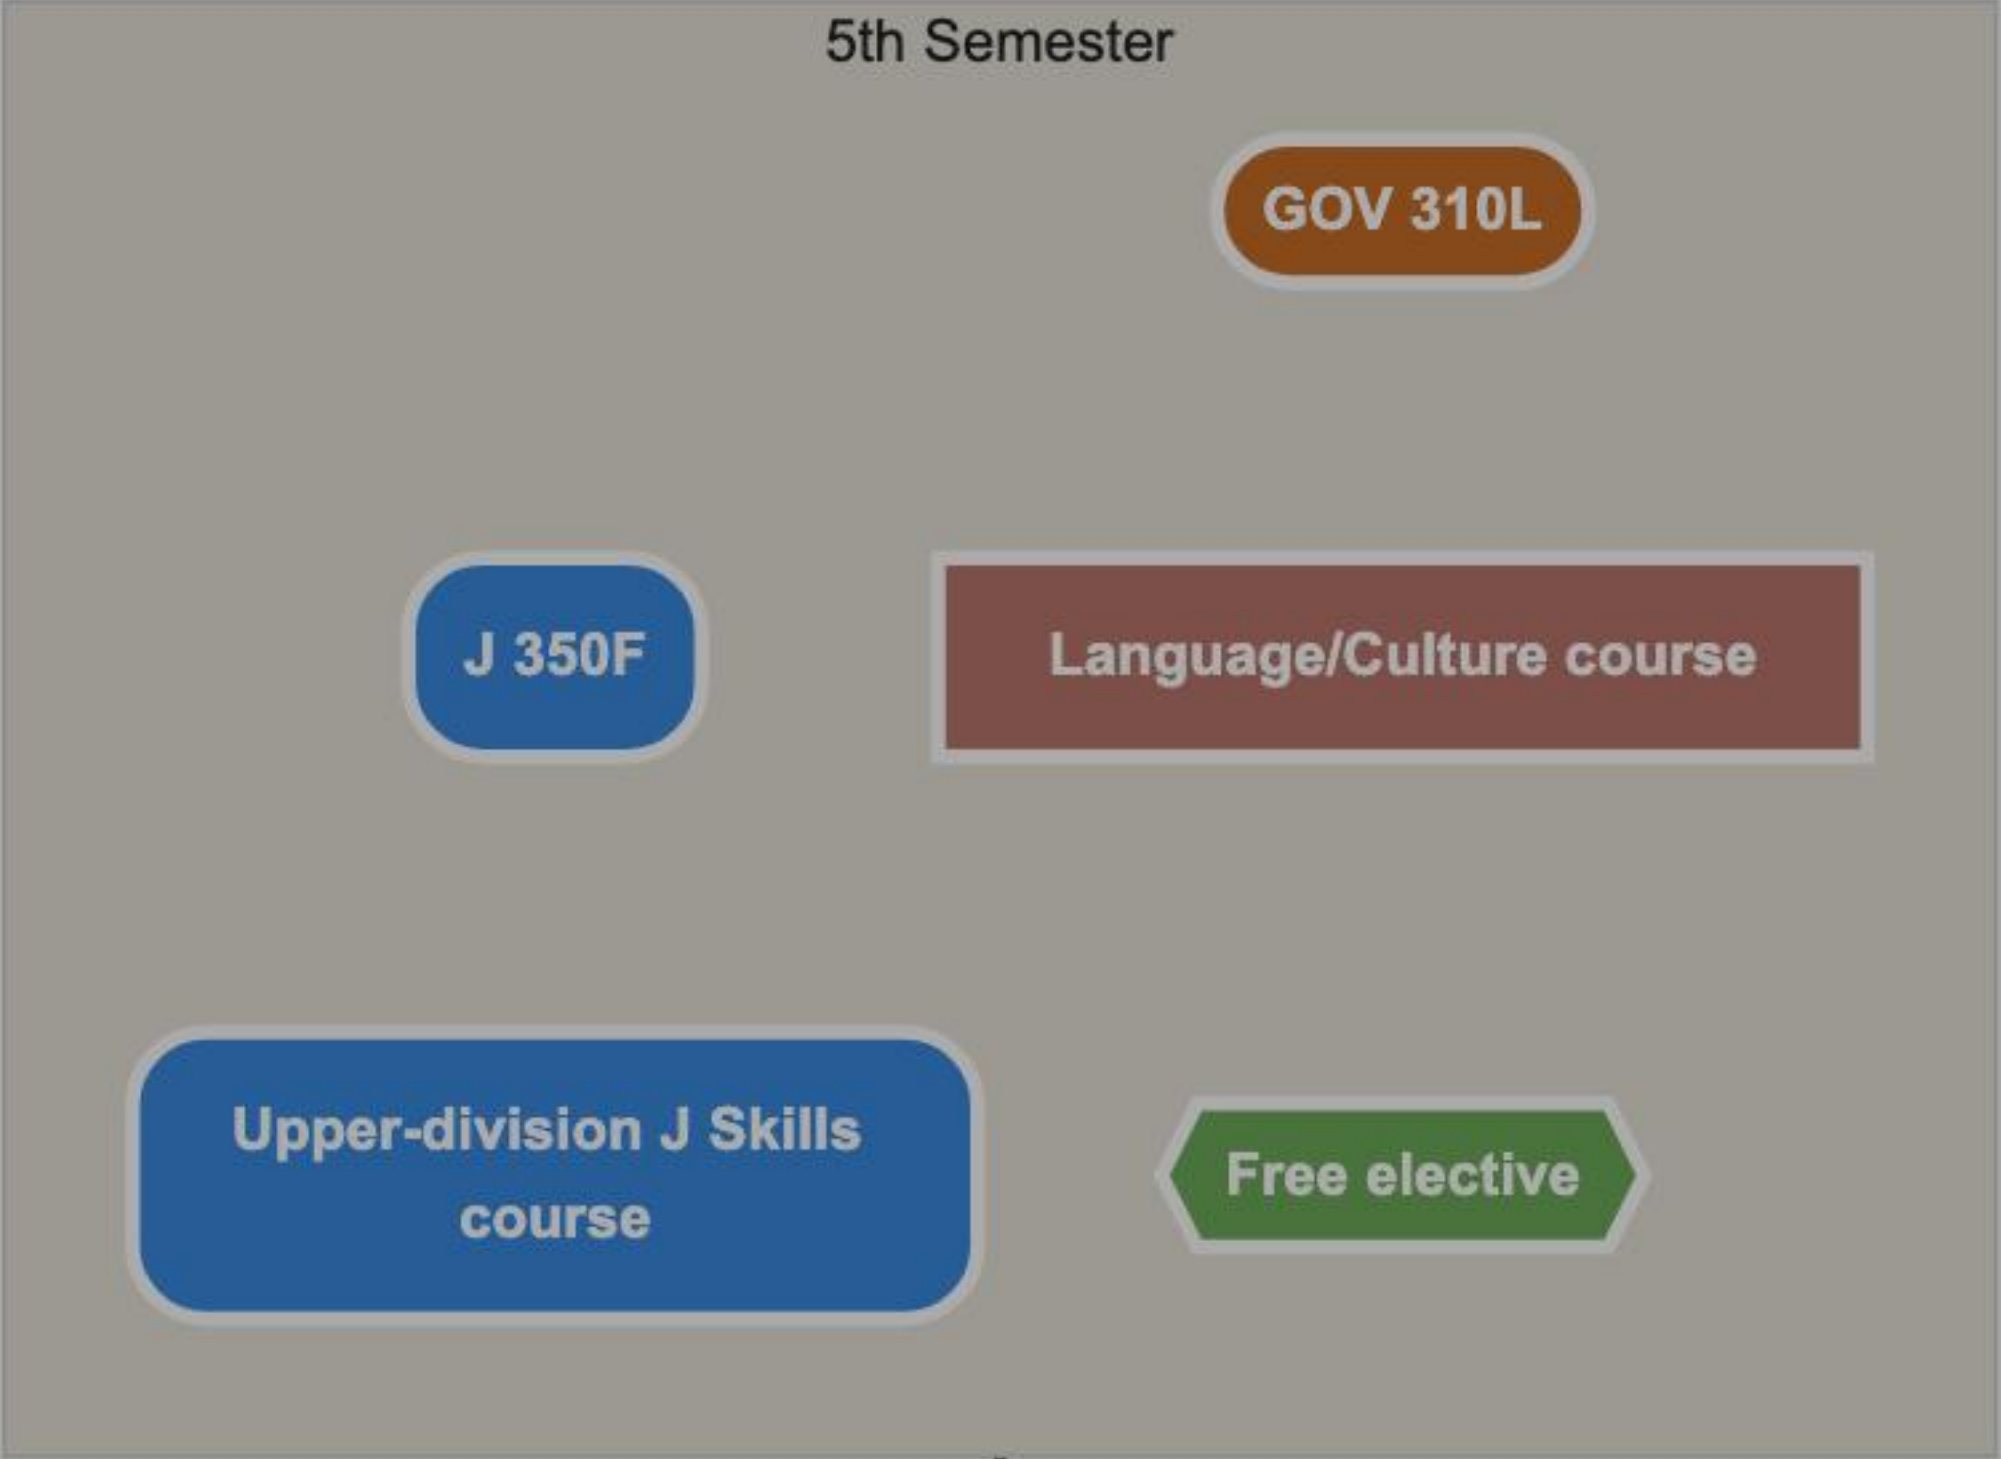 5th Semester
GOV 310L
J 350F
Language/Culture course
Upper-division J Skills
course
Free elective